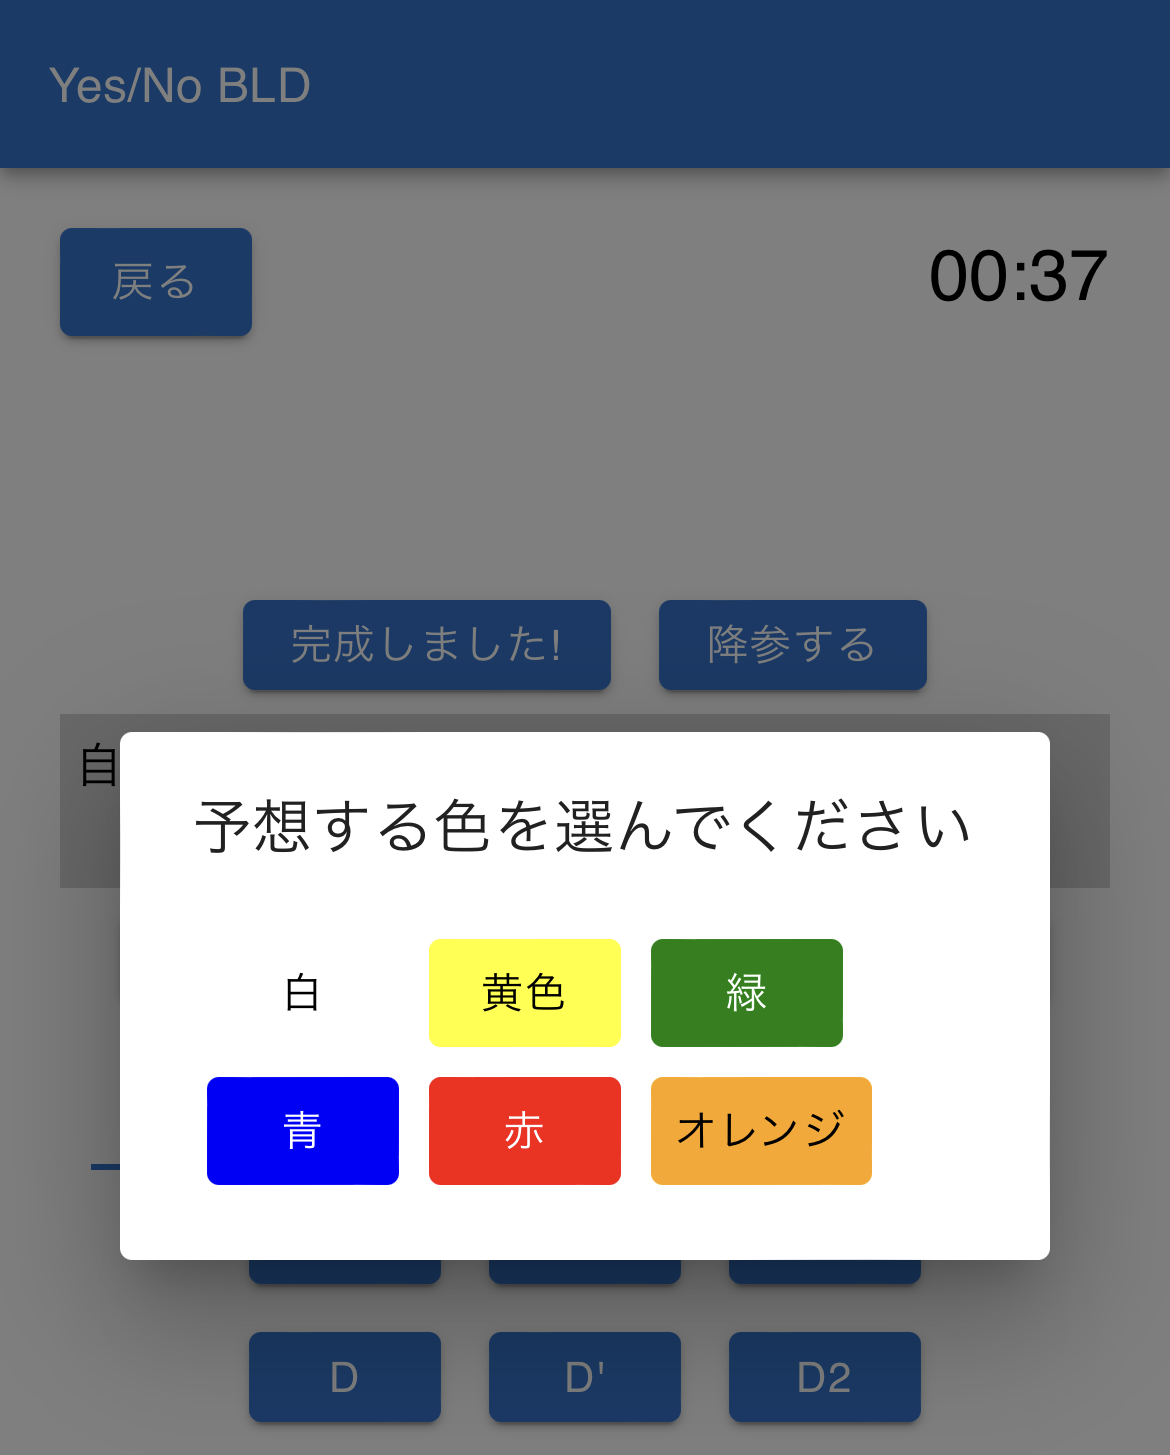 Yes/No BLD
戻る 00:37
完成しました! 降参する
自
予想する色を選んでください
白 黄色 緑
青 赤 オレンジ
D D' D2